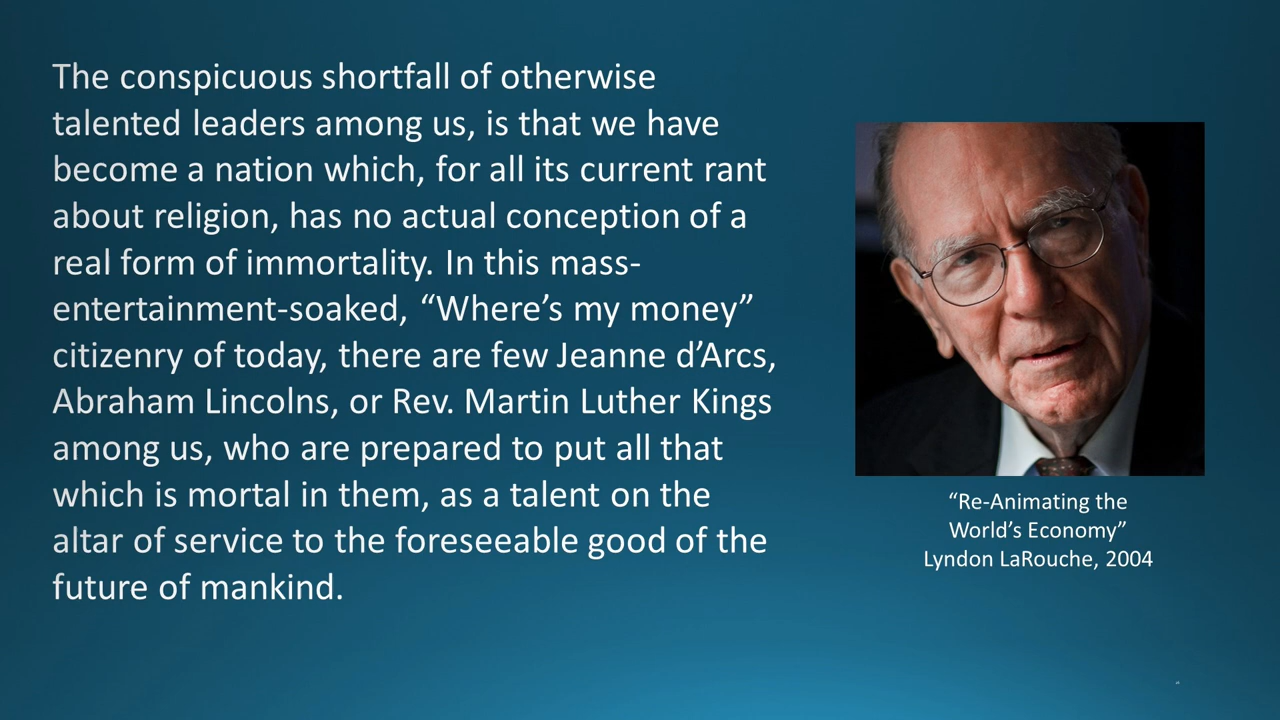 The conspicuous shortfall of otherwise
talented leaders among us, is that we have
become a nation which, for all its current rant
about religion, has no actual conception of a
real form of immortality. In this mass-
entertainment-soaked, “Where’s my money”
citizenry of today, there are few Jeanne d’Arcs,
Abraham Lincolns, or Rev. Martin Luther Kings
among us, who are prepared to put all that
which is mortal in them, as a talent on the
altar of service to the foreseeable good of the
future of mankind.
“Re-Animating the
World’s Economy”
Lyndon LaRouche, 2004